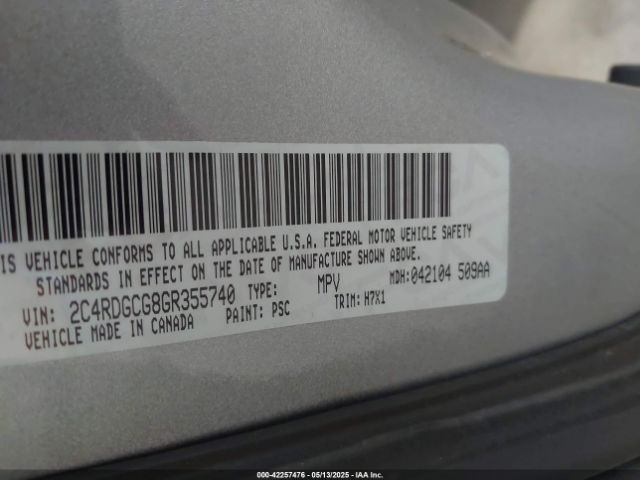 IS VEHICLE CONFORMS TO ALL APPLICABLE U.S.A. FEDERAL MOTOR VEHICLE SAFETY
STANDARDS IN EFFECT ON THE DATE OF MANUFACTURE SHOWN ABOVE.
VIN: 2C4RDGCG8GR355740 TYPE: MPV MDH:042104 509AA
VEHICLE MADE IN CANADA PAINT: PSC TRIM: H7X1
000-42257476 - 05/13/2025 - IAA Inc.